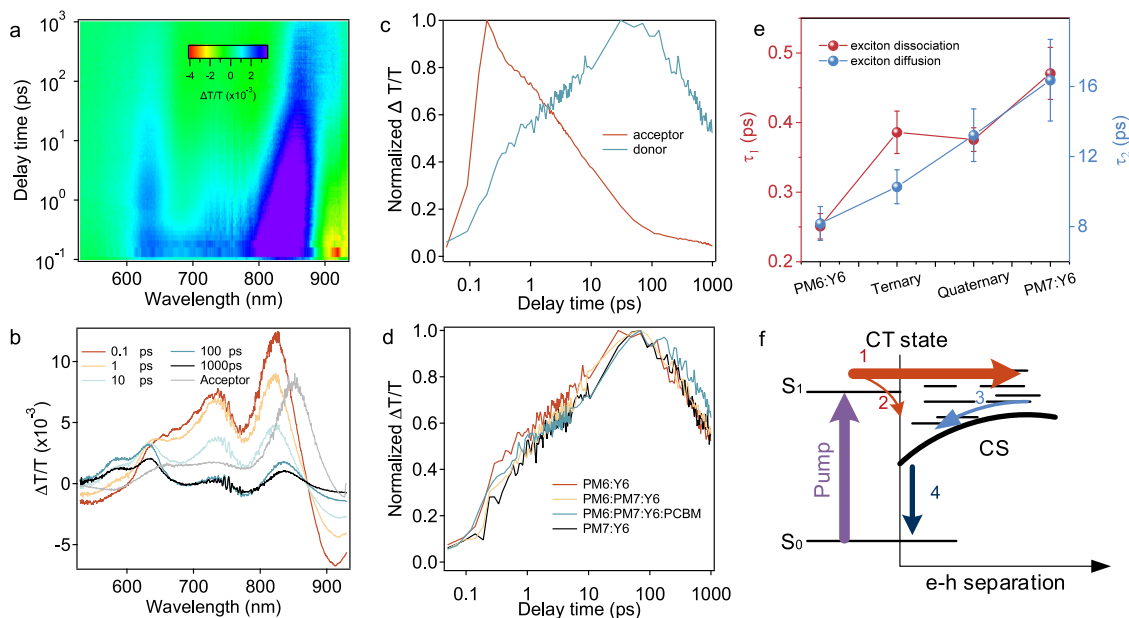 a
10³
10²
10¹
10⁰
10⁻¹
Delay time (ps)
-4
-2
0
2
ΔT/T (x10⁻³)
600
700
800
900
Wavelength (nm)
b
0.1 ps
1 ps
10 ps
100 ps
1000ps
Acceptor
10
5
0
-5
ΔT/T (x10⁻³)
600
700
800
900
Wavelength (nm)
c
1.0
0.8
0.6
0.4
0.2
0.0
Normalized Δ T/T
acceptor
donor
0.1
1
10
100
1000
Delay time (ps)
d
1.0
0.8
0.6
0.4
0.2
0.0
Normalized ΔT/T
PM6:Y6
PM6:PM7:Y6
PM6:PM7:Y6:PCBM
PM7:Y6
0.1
1
10
100
1000
Delay time (ps)
e
exciton dissociation
exciton diffusion
0.5
0.4
0.3
0.2
τ₁ (ps)
16
12
8
τ₂ (ps)
PM6:Y6
Ternary
Quaternary
PM7:Y6
f
CT state
1
S₁
2
3
CS
Pump
4
S₀
e-h separation